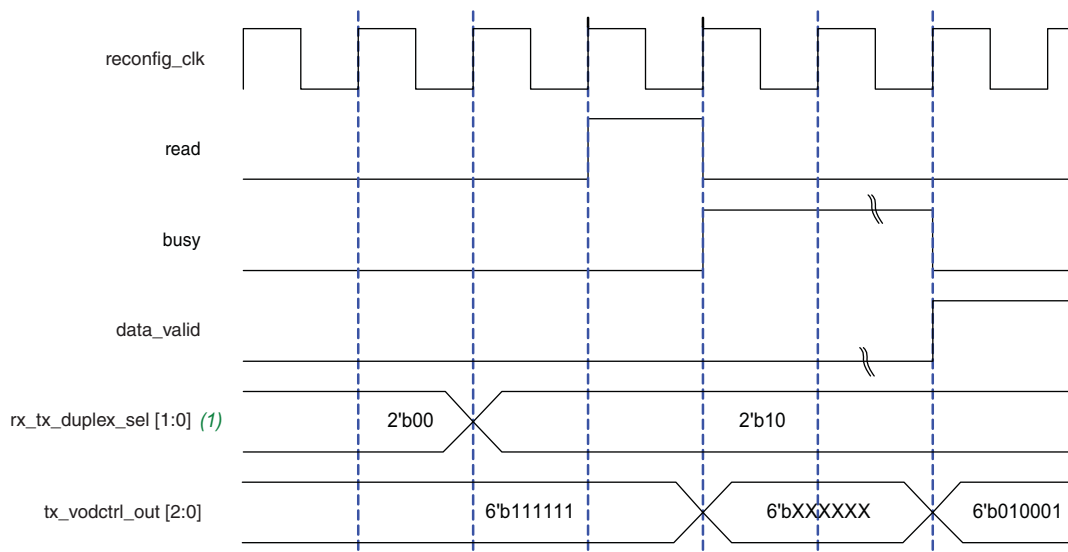 reconfig_clk
read
busy
data_valid
rx_tx_duplex_sel [1:0] (1) 2'b00 2'b10
tx_vodctrl_out [2:0] 6'b111111 6'bXXXXXX 6'b010001